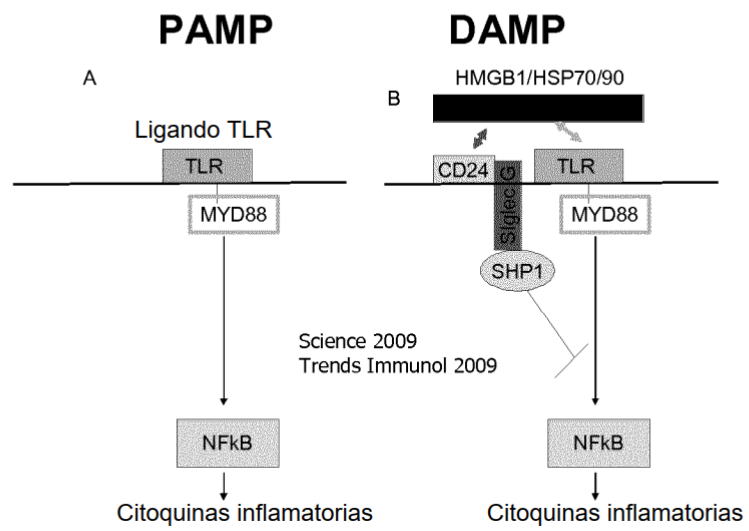 PAMP
DAMP
A
HMGB1/HSP70/90
B
Ligando TLR
TLR
CD24
TLR
MYD88
SIglec G
MYD88
SHP1
Science 2009
Trends Immunol 2009
NFkB
NFkB
Citoquinas inflamatorias
Citoquinas inflamatorias